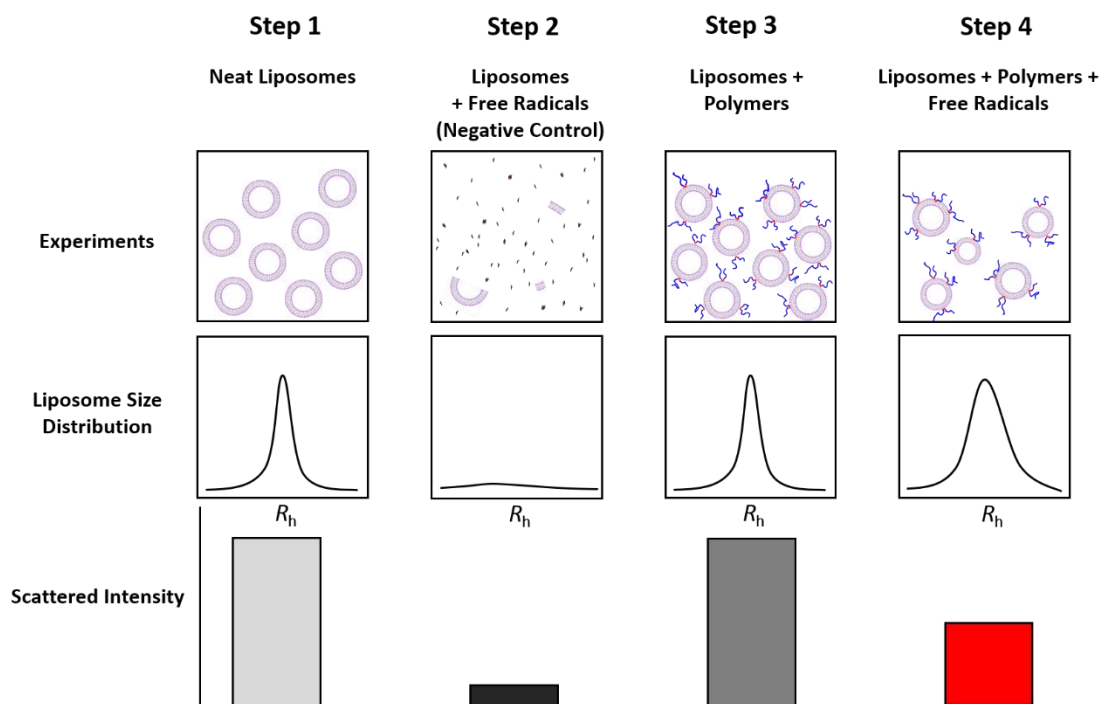 Step 1
Step 2
Step 3
Step 4
Neat Liposomes
Liposomes
+ Free Radicals
(Negative Control)
Liposomes +
Polymers
Liposomes + Polymers +
Free Radicals
Experiments
Liposome Size
Distribution
Rh
Rh
Rh
Rh
Scattered Intensity